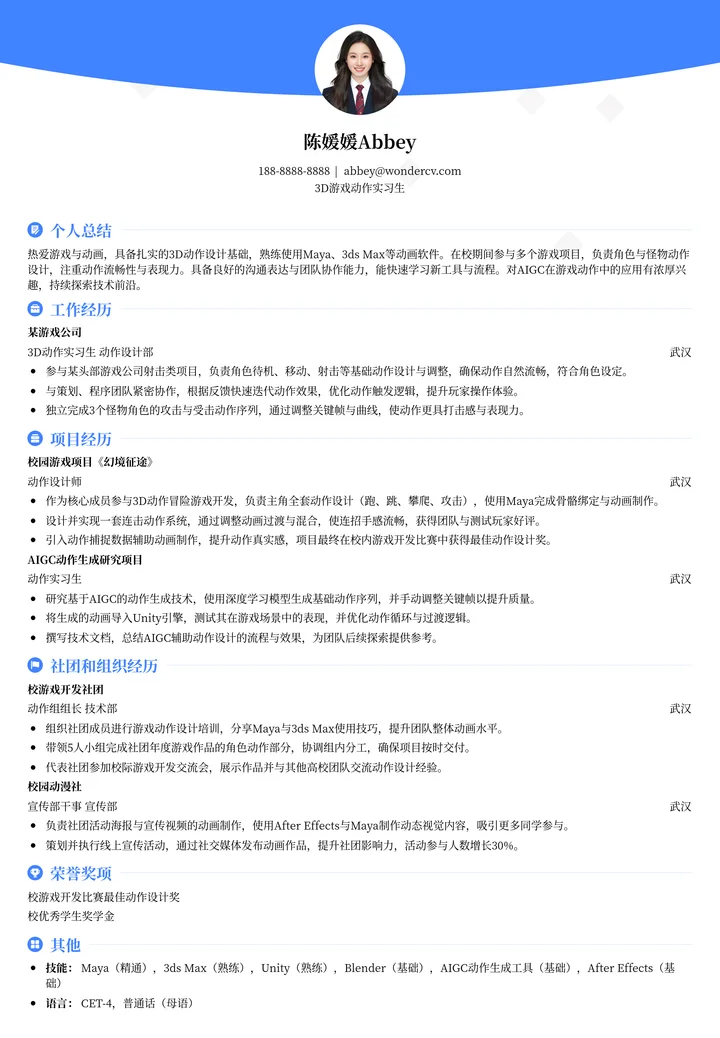 陈媛媛Abbey
188-8888-8888 | abbey@wondercv.com
3D游戏动作实习生
个人总结
热爱游戏与动画，具备扎实的3D动作设计基础，熟练使用Maya、3ds Max等动画软件。在校期间参与多个游戏项目，负责角色与怪物动作
设计，注重动作流畅性与表现力。具备良好的沟通表达与团队协作能力，能快速学习新工具与流程。对AIGC在游戏动作中的应用有浓厚兴
趣，持续探索技术前沿。
工作经历
某游戏公司
3D动作实习生 动作设计部 武汉
• 参与某头部游戏公司射击类项目，负责角色待机、移动、射击等基础动作设计与调整，确保动作自然流畅，符合角色设定。
• 与策划、程序团队紧密协作，根据反馈快速迭代动作效果，优化动作触发逻辑，提升玩家操作体验。
• 独立完成3个怪物角色的攻击与受击动作序列，通过调整关键帧与曲线，使动作更具打击感与表现力。
项目经历
校园游戏项目《幻境征途》
动作设计师 武汉
• 作为核心成员参与3D动作冒险游戏开发，负责主角全套动作设计（跑、跳、攀爬、攻击），使用Maya完成骨骼绑定与动画制作。
• 设计并实现一套连击动作系统，通过调整动画过渡与混合，使连招手感流畅，获得团队与测试玩家好评。
• 引入动作捕捉数据辅助动画制作，提升动作真实感，项目最终在校内游戏开发比赛中获得最佳动作设计奖。
AIGC动作生成研究项目
动作实习生 武汉
• 研究基于AIGC的动作生成技术，使用深度学习模型生成基础动作序列，并手动调整关键帧以提升质量。
• 将生成的动画导入Unity引擎，测试其在游戏场景中的表现，并优化动作循环与过渡逻辑。
• 撰写技术文档，总结AIGC辅助动作设计的流程与效果，为团队后续探索提供参考。
社团和组织经历
校游戏开发社团
动作组组长 技术部 武汉
• 组织社团成员进行游戏动作设计培训，分享Maya与3ds Max使用技巧，提升团队整体动画水平。
• 带领5人小组完成社团年度游戏作品的角色动作部分，协调组内分工，确保项目按时交付。
• 代表社团参加校际游戏开发交流会，展示作品并与其他高校团队交流动作设计经验。
校园动漫社
宣传部干事 宣传部 武汉
• 负责社团活动海报与宣传视频的动画制作，使用After Effects与Maya制作动态视觉内容，吸引更多同学参与。
• 策划并执行线上宣传活动，通过社交媒体发布动画作品，提升社团影响力，活动参与人数增长30%。
荣誉奖项
校游戏开发比赛最佳动作设计奖
校优秀学生奖学金
其他
• 技能： Maya（精通）, 3ds Max（熟练）, Unity（熟练）, Blender（基础）, AIGC动作生成工具（基础）, After Effects（基
础）
• 语言： CET-4，普通话（母语）